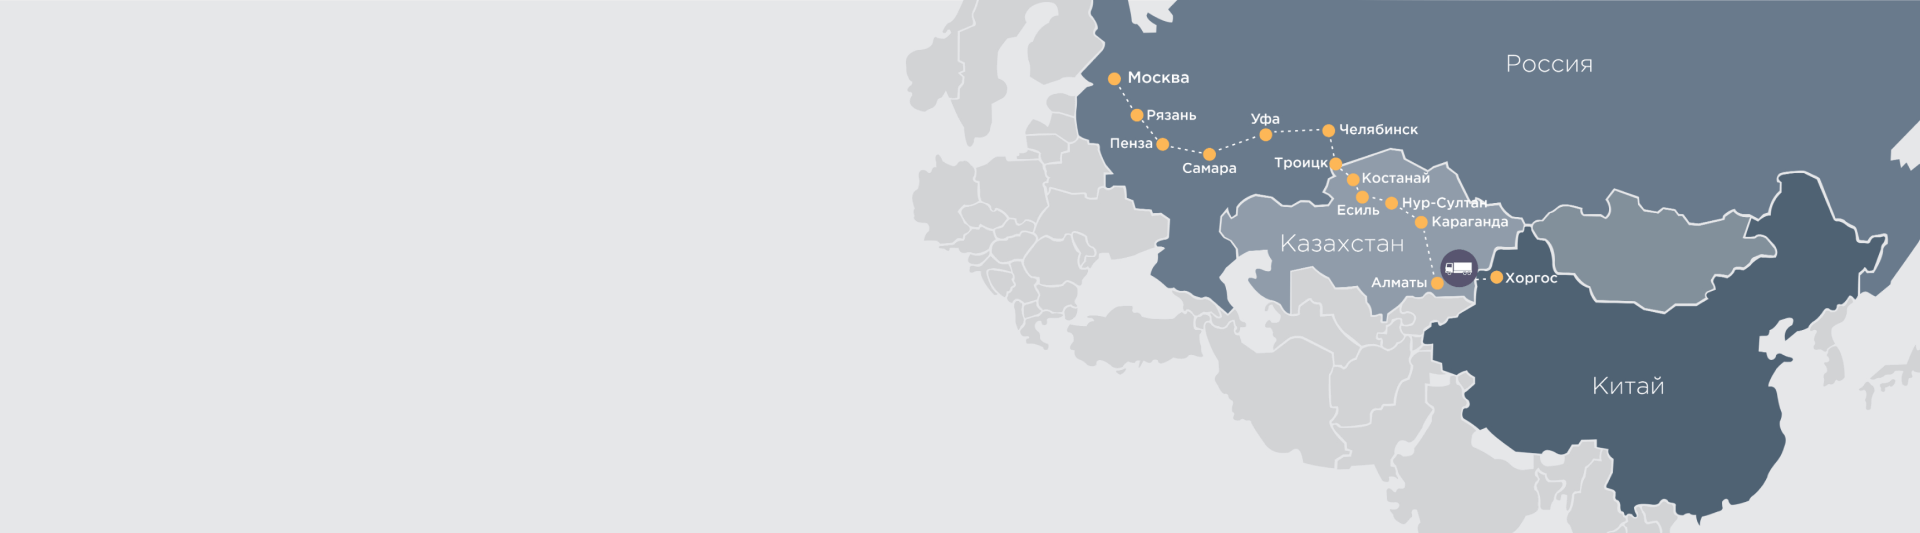 Россия
Москва
Рязань
Уфа
Челябинск
Пенза
Самара
Троицк
Костанай
Есиль
Нур-Султан
Караганда
Казахстан
Алматы
Хоргос
Китай